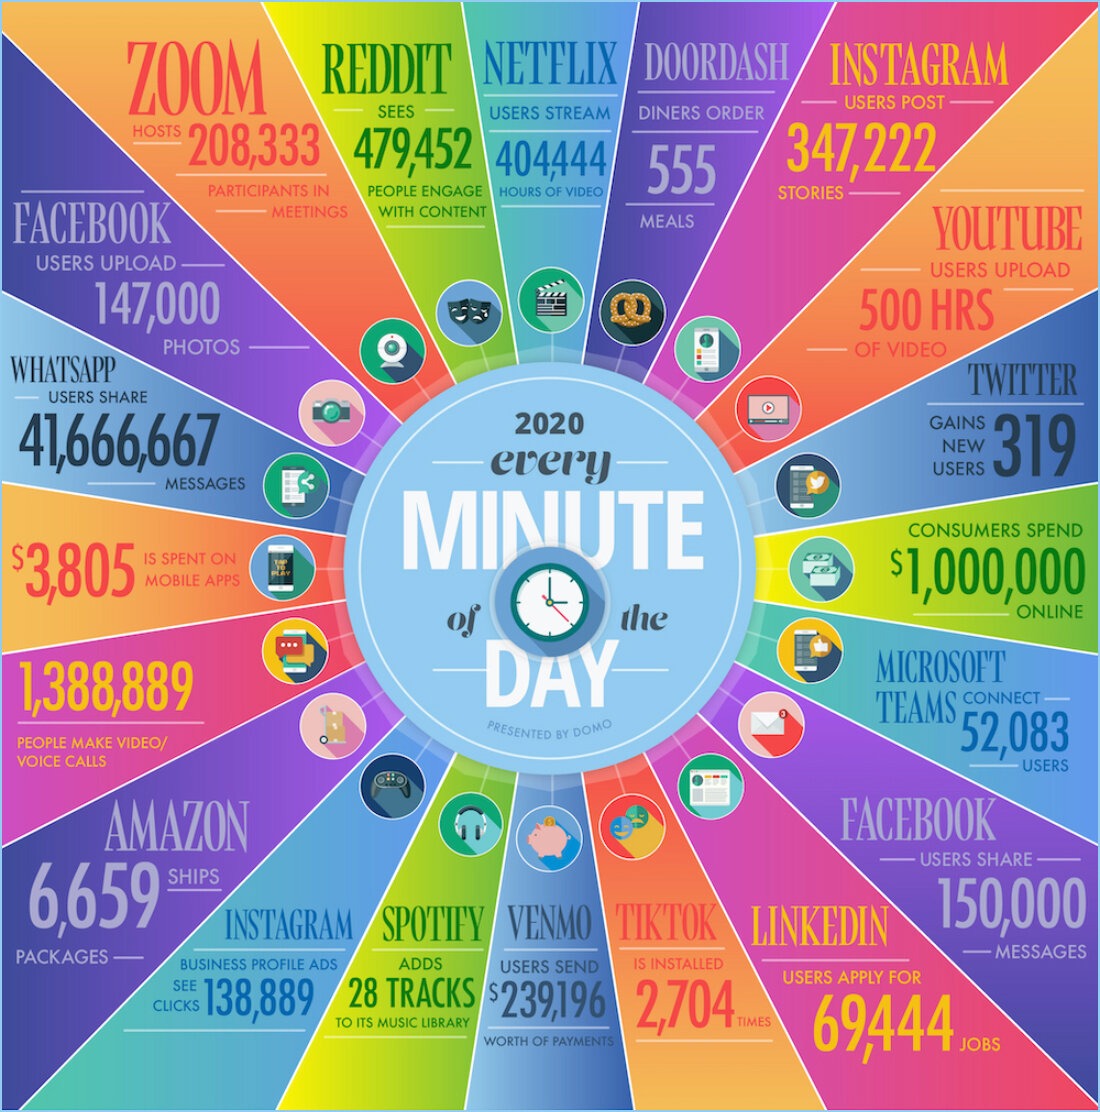 ZOOM
HOSTS 208,333
PARTICIPANTS IN
MEETINGS
REDDIT
SEES
479,452
PEOPLE ENGAGE
WITH CONTENT
NETFLIX
USERS STREAM
404,444
HOURS OF VIDEO
DOORDASH
DINERS ORDER
555
MEALS
INSTAGRAM
USERS POST
347,222
STORIES
YOUTUBE
USERS UPLOAD
500 HRS
OF VIDEO
TWITTER
GAINS
NEW
USERS
319
CONSUMERS SPEND
$1,000,000
ONLINE
MICROSOFT
TEAMS CONNECT
52,083
USERS
FACEBOOK
USERS SHARE
150,000
MESSAGES
LINKEDIN
USERS APPLY FOR
69,444 JOBS
TIKTOK
IS INSTALLED
2,704 TIMES
VENMO
USERS SEND
$239,196
WORTH OF PAYMENTS
SPOTIFY
ADDS
28 TRACKS
TO ITS MUSIC LIBRARY
INSTAGRAM
BUSINESS PROFILE ADS
SEE
CLICKS 138,889
AMAZON
SHIPS
6,659
PACKAGES
1,388,889
PEOPLE MAKE VIDEO/
VOICE CALLS
$3,805 IS SPENT ON
MOBILE APPS
WHATSAPP
USERS SHARE
41,666,667
MESSAGES
FACEBOOK
USERS UPLOAD
147,000
PHOTOS
TAP
TO
PLAY
3
2020
every
MINUTE
of the
DAY
PRESENTED BY DOMO